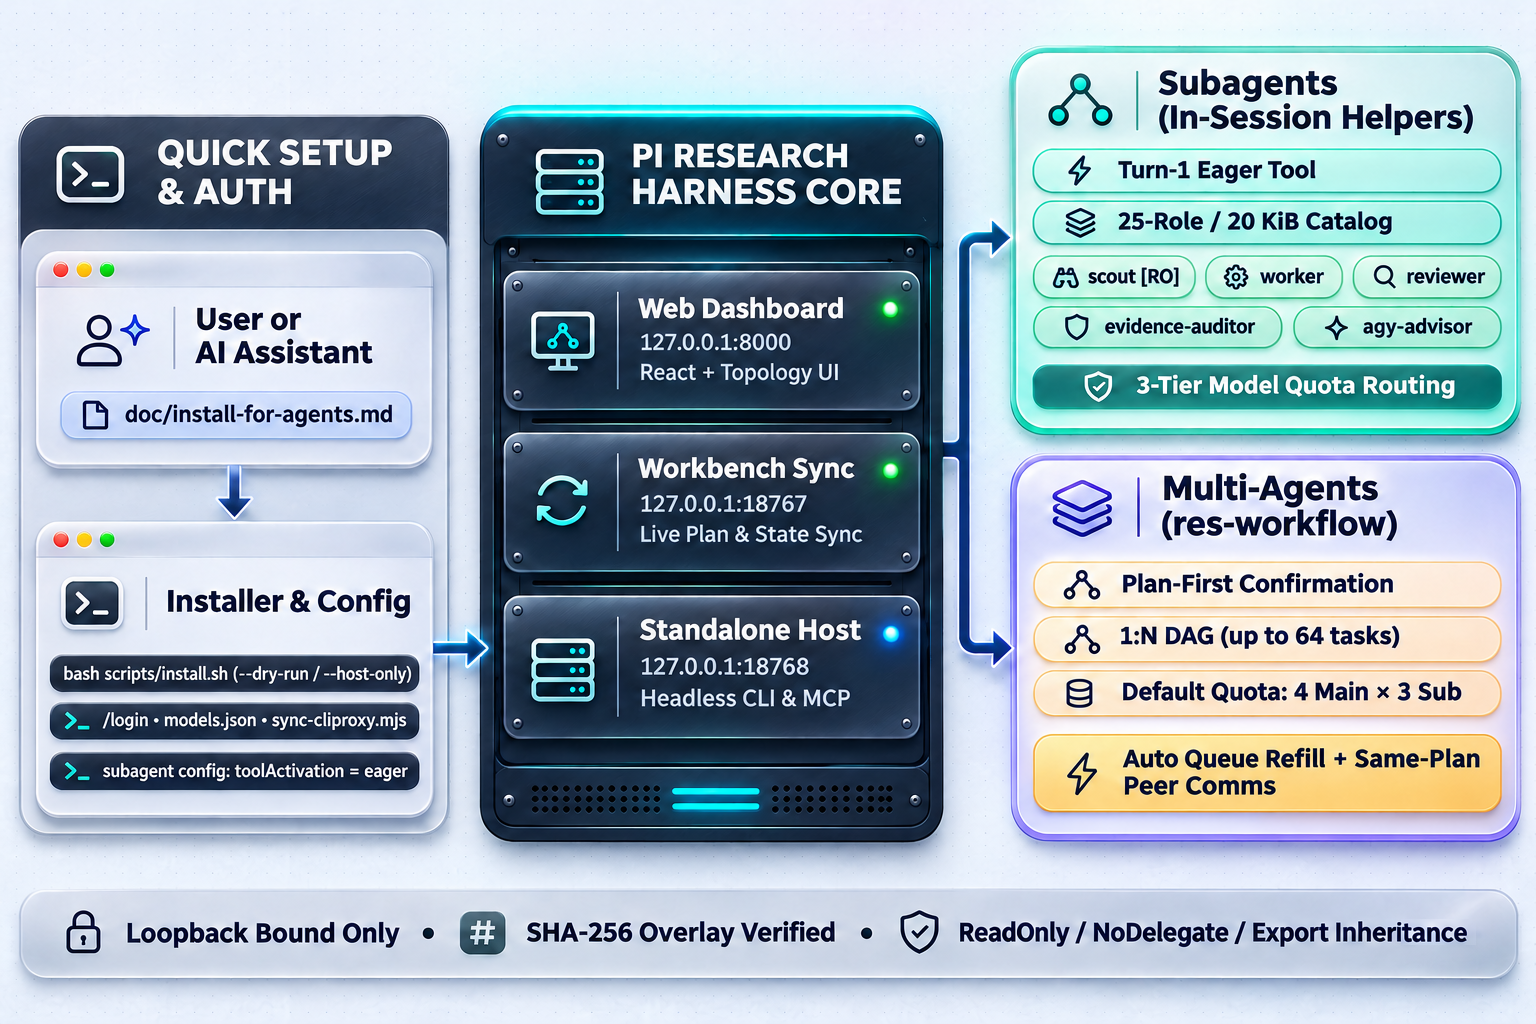 QUICK SETUP
& AUTH
User or
AI Assistant
doc/install-for-agents.md
Installer & Config
bash scripts/install.sh (--dry-run / --host-only)
/login • models.json • sync-cliproxy.mjs
subagent config: toolActivation = eager
PI RESEARCH
HARNESS CORE
Web Dashboard
127.0.0.1:8000
React + Topology UI
Workbench Sync
127.0.0.1:18767
Live Plan & State Sync
Standalone Host
127.0.0.1:18768
Headless CLI & MCP
Subagents
(In-Session Helpers)
Turn-1 Eager Tool
25-Role / 20 KiB Catalog
scout [RO]
worker
reviewer
evidence-auditor
agy-advisor
3-Tier Model Quota Routing
Multi-Agents
(res-workflow)
Plan-First Confirmation
1:N DAG (up to 64 tasks)
Default Quota: 4 Main × 3 Sub
Auto Queue Refill + Same-Plan
Peer Comms
Loopback Bound Only • # SHA-256 Overlay Verified • ReadOnly / NoDelegate / Export Inheritance